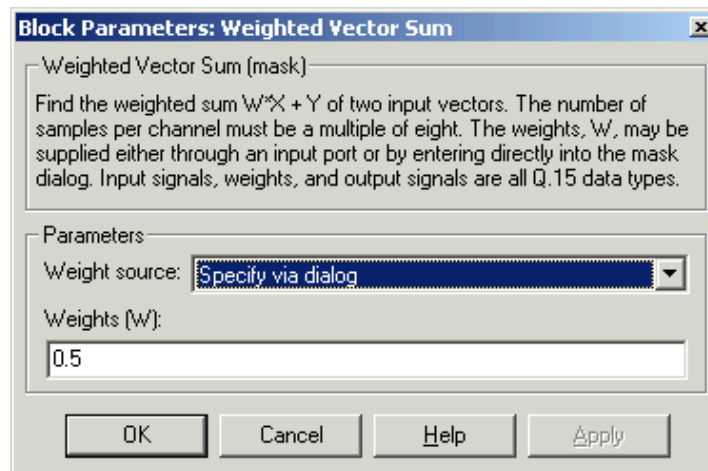 Block Parameters: Weighted Vector Sum
Weighted Vector Sum (mask)
Find the weighted sum W*X + Y of two input vectors. The number of
samples per channel must be a multiple of eight. The weights, W, may be
supplied either through an input port or by entering directly into the mask
dialog. Input signals, weights, and output signals are all Q.15 data types.
Parameters
Weight source: Specify via dialog
Weights (W):
0.5
OK Cancel Help Apply